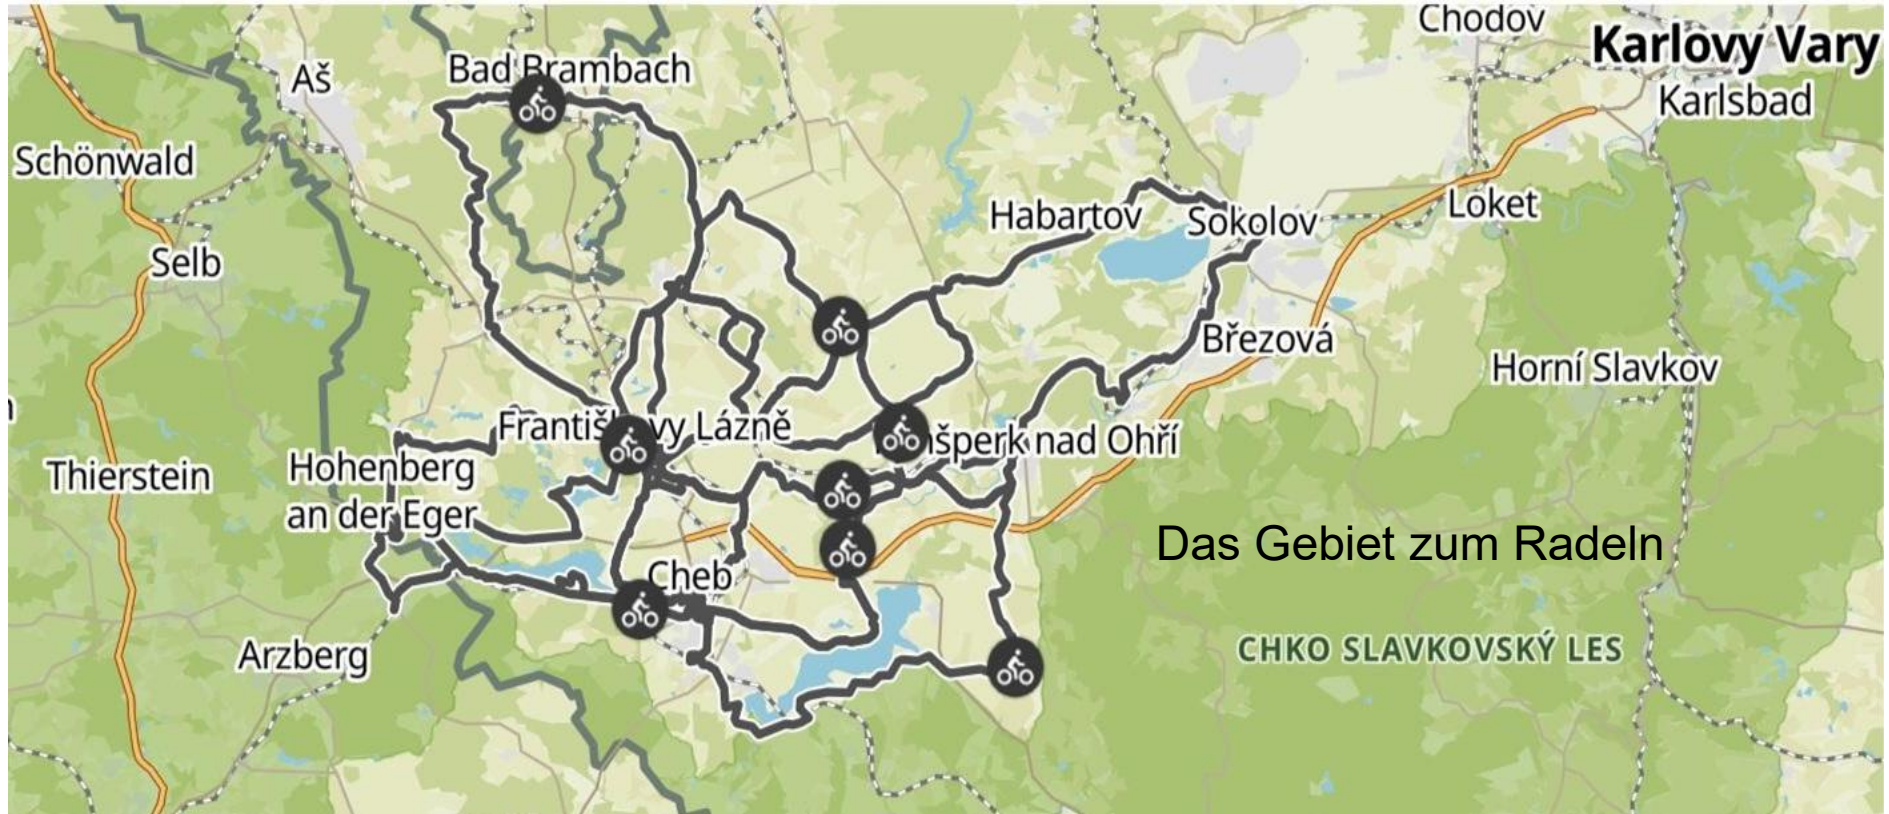 Chodov
Karlovy Vary
Karlsbad
Bad Brambach
Aš
Schönwald
Selb
Habartov
Sokolov
Loket
Březová
Horní Slavkov
vy Lázně
nad Ohří
Thierstein
Hohenberg
an der Eger
Das Gebiet zum Radeln
Cheb
Arzberg
CHKO SLAVKOVSKÝ LES